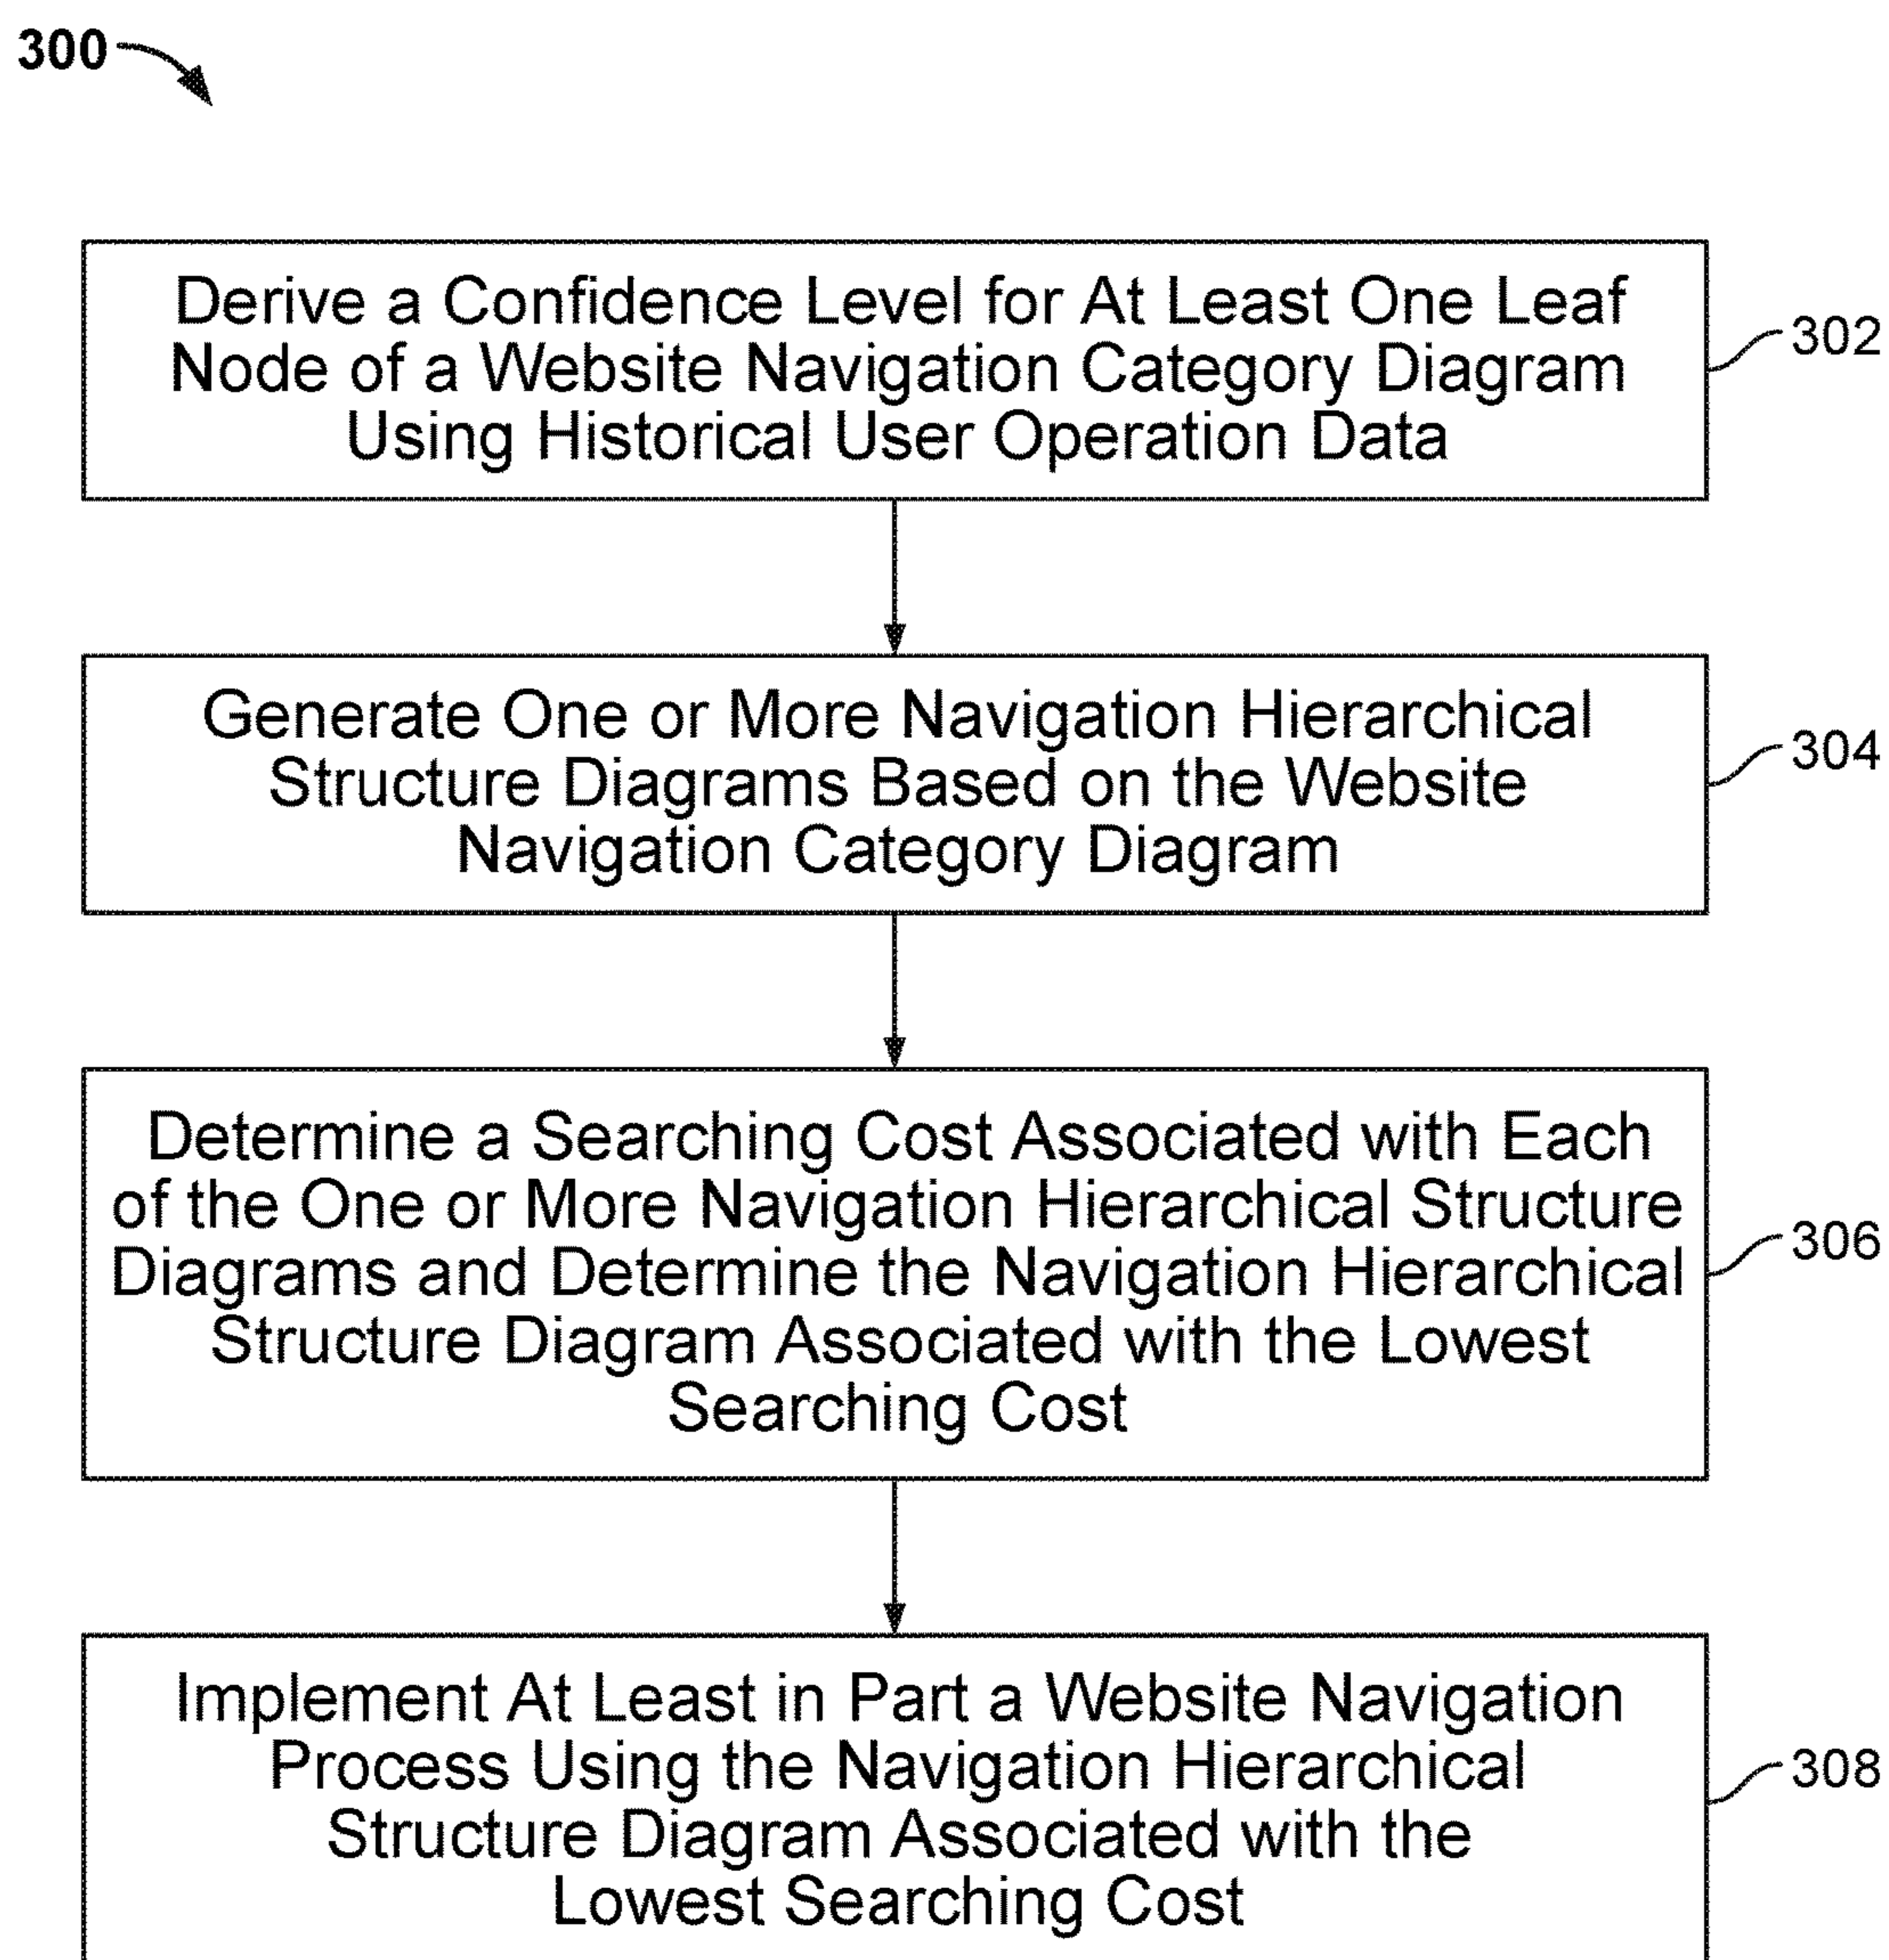 300
Derive a Confidence Level for At Least One Leaf
Node of a Website Navigation Category Diagram
Using Historical User Operation Data
302
Generate One or More Navigation Hierarchical
Structure Diagrams Based on the Website
Navigation Category Diagram
304
Determine a Searching Cost Associated with Each
of the One or More Navigation Hierarchical Structure
Diagrams and Determine the Navigation Hierarchical
Structure Diagram Associated with the Lowest
Searching Cost
306
Implement At Least in Part a Website Navigation
Process Using the Navigation Hierarchical
Structure Diagram Associated with the
Lowest Searching Cost
308